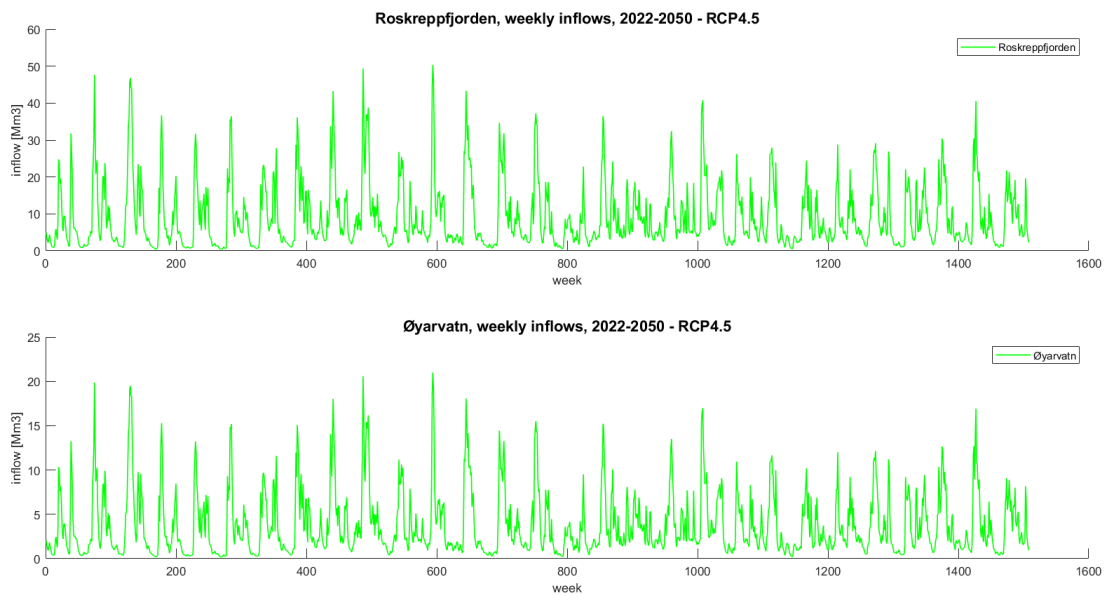 Roskreppfjorden, weekly inflows, 2022-2050 - RCP4.5
60
50
40
30
20
10
0
inflow [Mm3]
Roskreppfjorden
0 200 400 600 800 1000 1200 1400 1600
week
Øyarvatn, weekly inflows, 2022-2050 - RCP4.5
25
20
15
10
5
0
inflow [Mm3]
Øyarvatn
0 200 400 600 800 1000 1200 1400 1600
week